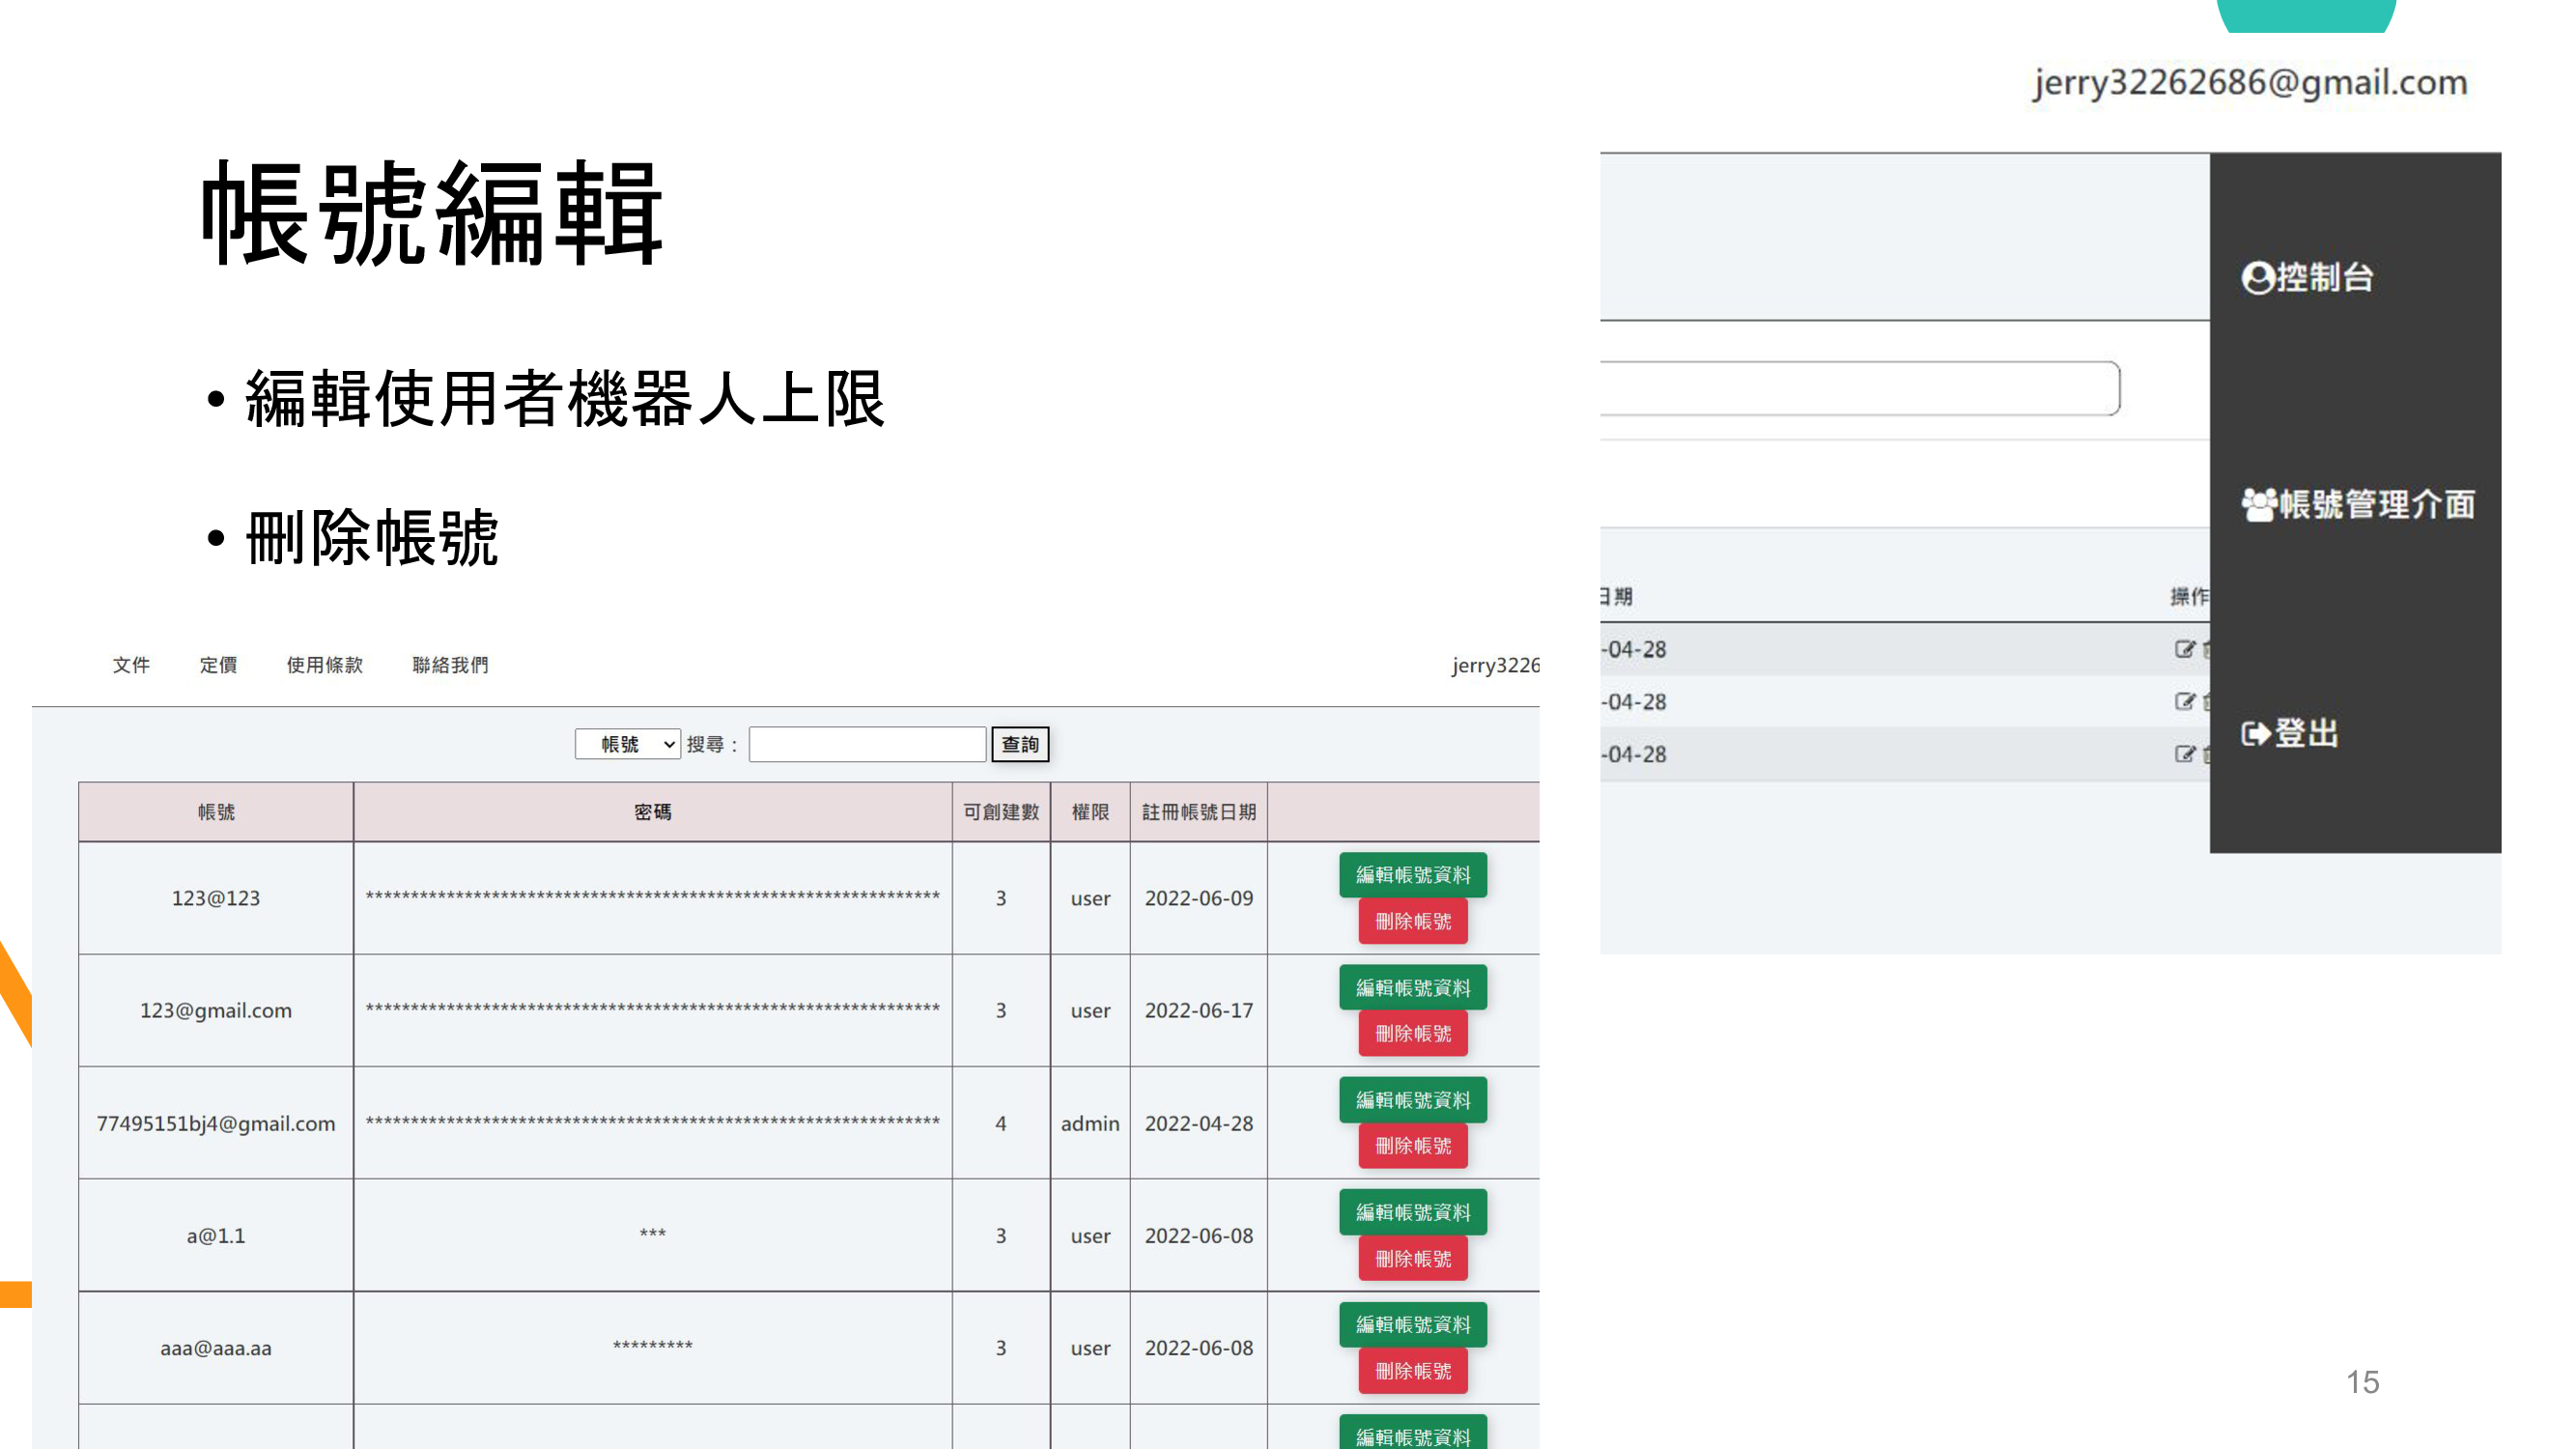 jerry32262686@gmail.com
帳號編輯
• 編輯使用者機器人上限
• 刪除帳號
控制台
帳號管理介面
登出
日期 操作
-04-28
-04-28
-04-28
文件 定價 使用條款 聯絡我們 jerry3226
帳號 搜尋： 查詢
帳號 密碼 可創建數 權限 註冊帳號日期
123@123 **************************************************************** 3 user 2022-06-09 編輯帳號資料
刪除帳號
123@gmail.com **************************************************************** 3 user 2022-06-17 編輯帳號資料
刪除帳號
77495151bj4@gmail.com **************************************************************** 4 admin 2022-04-28 編輯帳號資料
刪除帳號
a@1.1 *** 3 user 2022-06-08 編輯帳號資料
刪除帳號
aaa@aaa.aa ********* 3 user 2022-06-08 編輯帳號資料
刪除帳號
編輯帳號資料
15